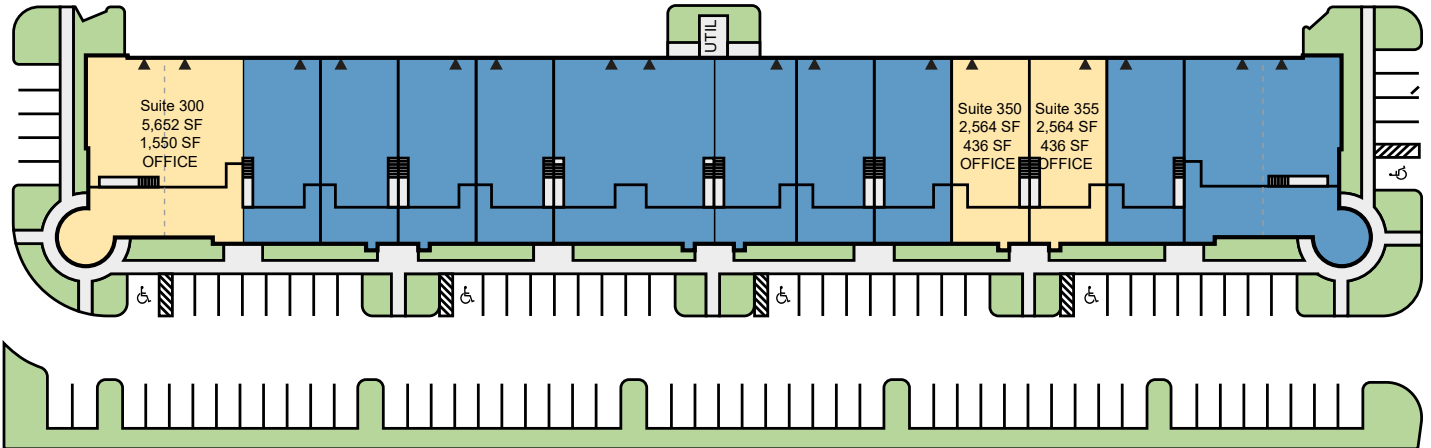 UTIL
Suite 300
5,652 SF
1,550 SF
OFFICE
Suite 350
2,564 SF
436 SF
OFFICE
Suite 355
2,564 SF
436 SF
OFFICE